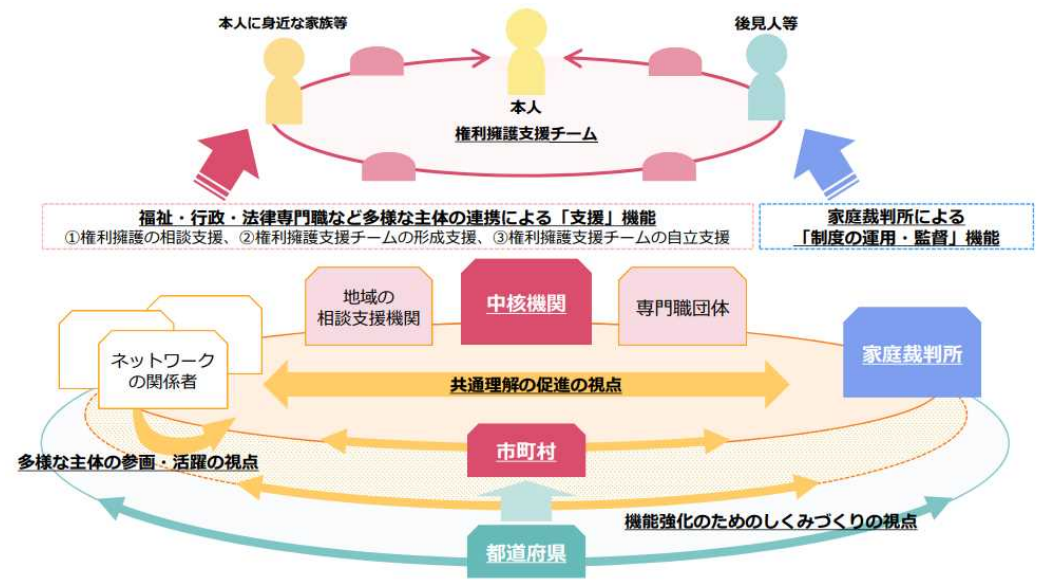 本人に身近な家族等
後見人等
本人
権利擁護支援チーム
福祉・行政・法律専門職など多様な主体の連携による「支援」機能
①権利擁護の相談支援、②権利擁護支援チームの形成支援、③権利擁護支援チームの自立支援
家庭裁判所による
「制度の運用・監督」機能
地域の
相談支援機関
中核機関
専門職団体
ネットワーク
の関係者
家庭裁判所
共通理解の促進の視点
市町村
多様な主体の参画・活躍の視点
機能強化のためのしくみづくりの視点
都道府県